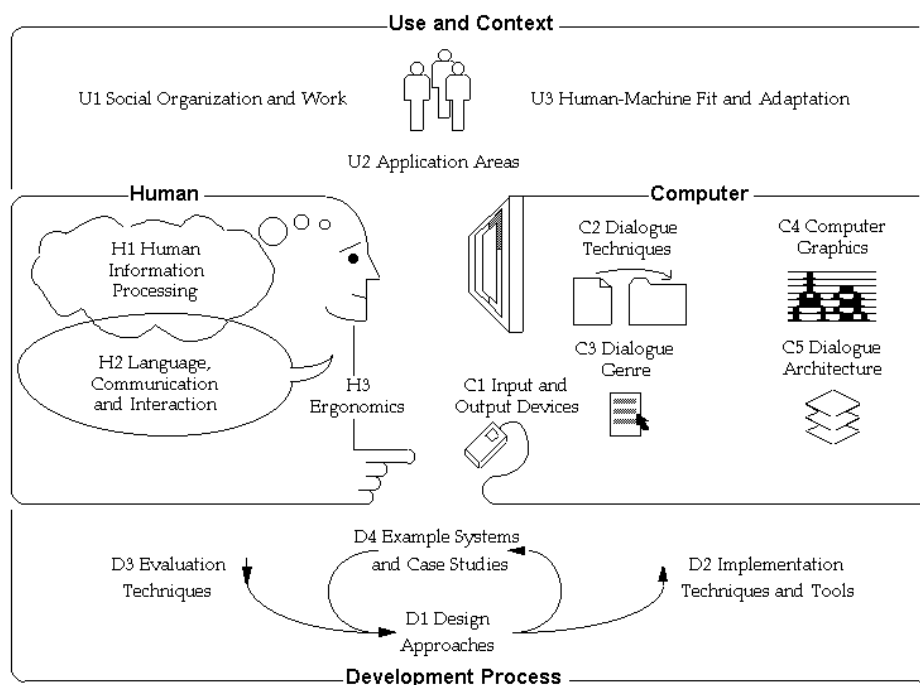 Use and Context
U1 Social Organization and Work
U3 Human-Machine Fit and Adaptation
U2 Application Areas
Human
H1 Human
Information
Processing
H2 Language,
Communication
and Interaction
H3
Ergonomics
Computer
C1 Input and
Output Devices
C2 Dialogue
Techniques
C3 Dialogue
Genre
C4 Computer
Graphics
C5 Dialogue
Architecture
D3 Evaluation
Techniques
D4 Example Systems
and Case Studies
D1 Design
Approaches
D2 Implementation
Techniques and Tools
Development Process